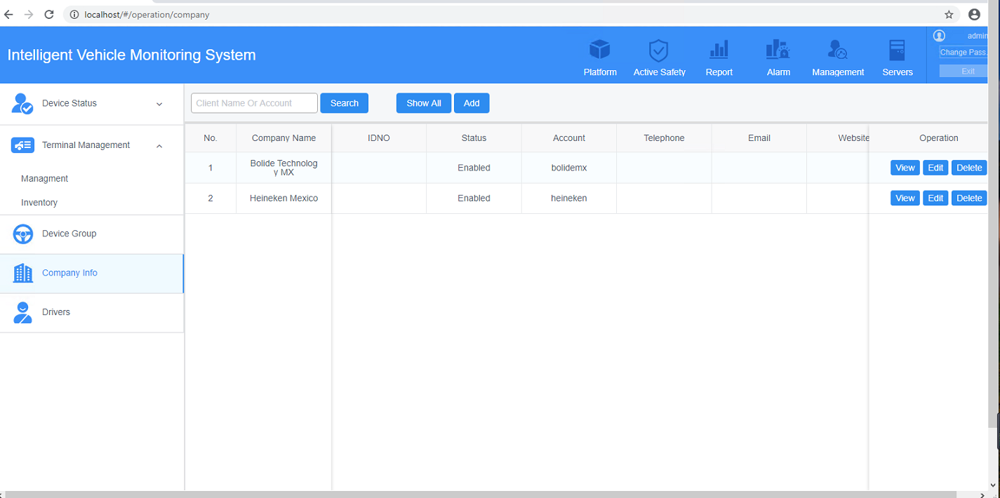 localhost/#/operation/company
Intelligent Vehicle Monitoring System
Platform
Active Safety
Report
Alarm
Management
Servers
admin
Change Pass.
Exit
Device Status
Client Name Or Account
Search
Show All
Add
Terminal Management
Managment
Inventory
Device Group
Company Info
Drivers
No. Company Name IDNO Status Account Telephone Email Website Operation
1 Bolide Technolog Enabled bolidemx View Edit Delete
y MX
2 Heineken Mexico Enabled heineken View Edit Delete